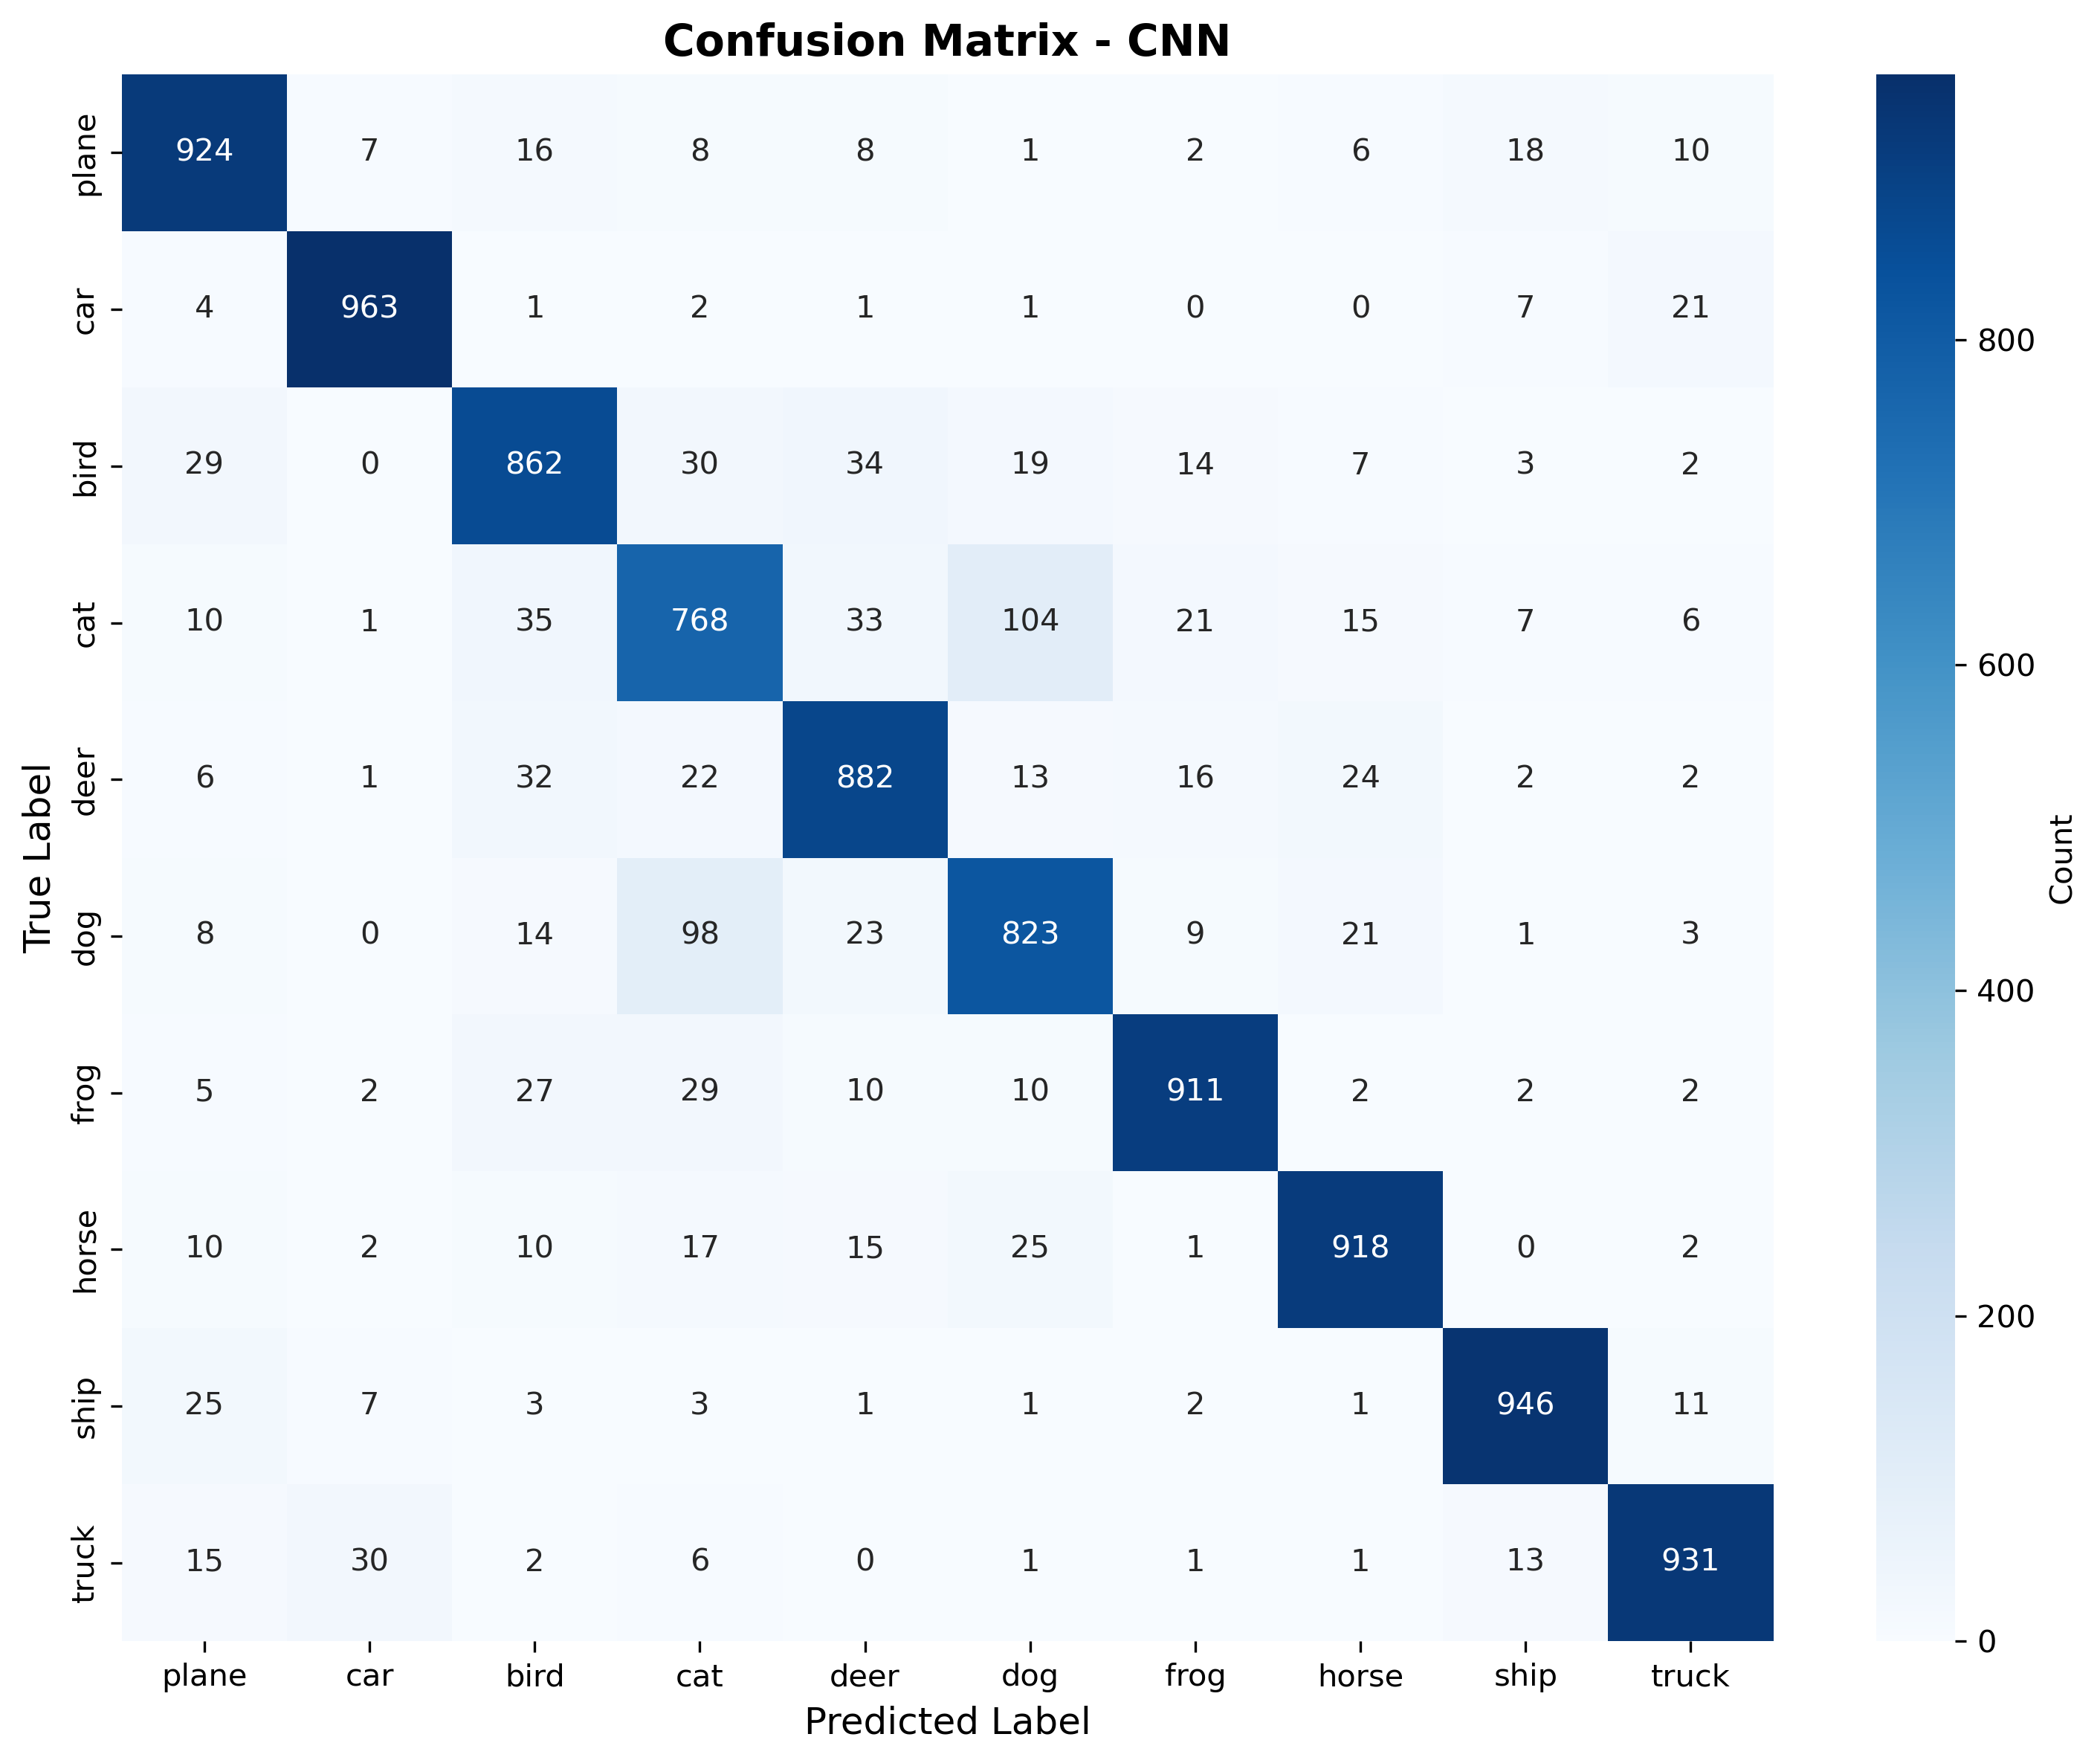 Confusion Matrix - CNN
True Label
plane 924 7 16 8 8 1 2 6 18 10
car 4 963 1 2 1 1 0 0 7 21
bird 29 0 862 30 34 19 14 7 3 2
cat 10 1 35 768 33 104 21 15 7 6
deer 6 1 32 22 882 13 16 24 2 2
dog 8 0 14 98 23 823 9 21 1 3
frog 5 2 27 29 10 10 911 2 2 2
horse 10 2 10 17 15 25 1 918 0 2
ship 25 7 3 3 1 1 2 1 946 11
truck 15 30 2 6 0 1 1 1 13 931
plane car bird cat deer dog frog horse ship truck
Predicted Label
800
600
400
200
0
Count